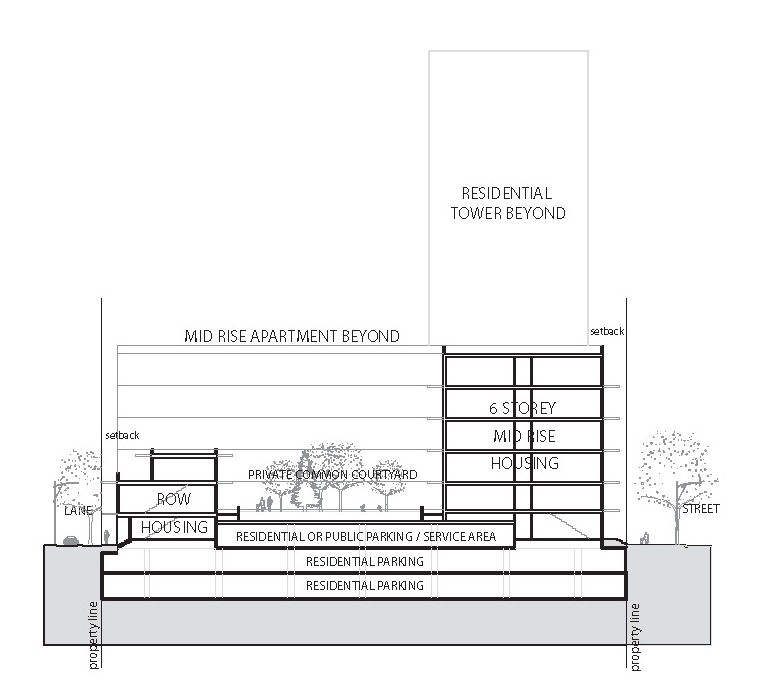 RESIDENTIAL
TOWER BEYOND
setback
MID RISE APARTMENT BEYOND
6 STOREY
MID RISE
HOUSING
setback
PRIVATE COMMON COURTYARD
ROW
HOUSING
LANE
STREET
RESIDENTIAL OR PUBLIC PARKING / SERVICE AREA
RESIDENTIAL PARKING
RESIDENTIAL PARKING
property line
property line